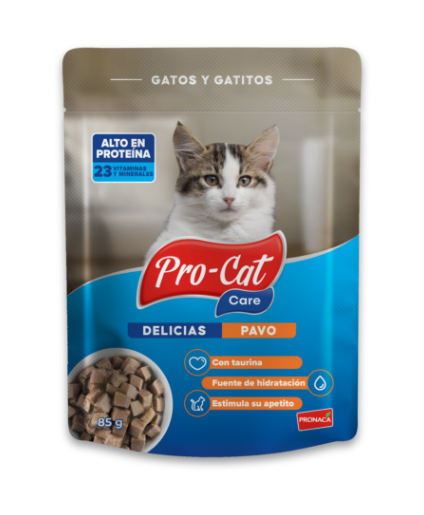 GATOS Y GATITOS
ALTO EN
PROTEÍNA
23 VITAMINAS
Y MINERALES
Pro-Cat
Care
DELICIAS PAVO
Con taurina
Fuente de hidratación
Estimula su apetito
85 g
PRONACA